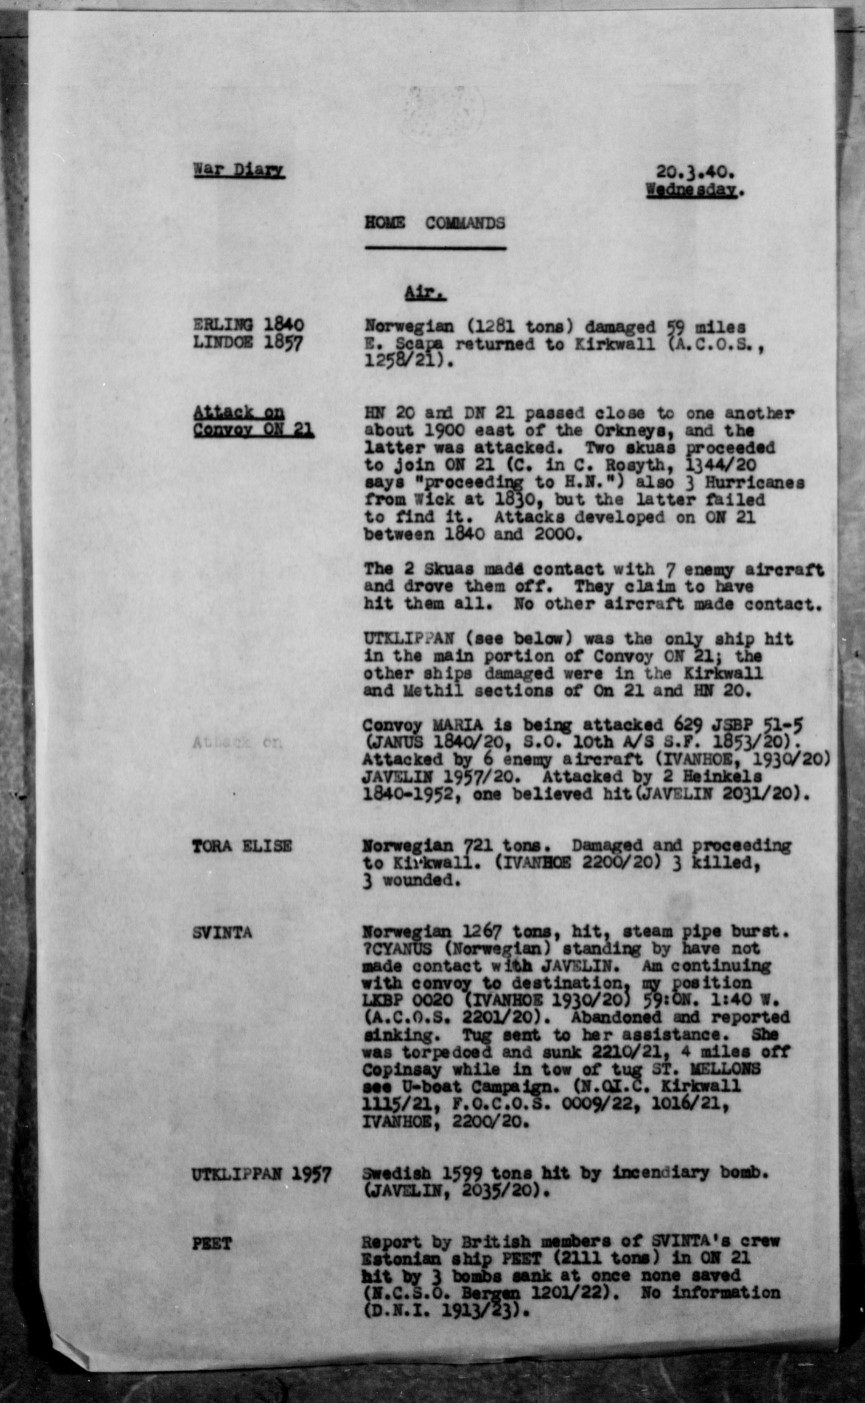 War Diary 20.3.40.
Wednesday.
HOME COMMANDS
Air.
ERLING 1840 Norwegian (1281 tons) damaged 59 miles
LINDOE 1857 E. Scapa returned to Kirkwall (A.C.O.S.,
1258/21).
Attack on HN 20 and DN 21 passed close to one another
Convoy ON 21 about 1900 east of the Orkneys, and the
latter was attacked. Two skuas proceeded
to join ON 21 (C. in C. Rosyth, 1344/20
says "proceeding to H.N.") also 3 Hurricanes
from Wick at 1830, but the latter failed
to find it. Attacks developed on ON 21
between 1840 and 2000.
The 2 Skuas made contact with 7 enemy aircraft
and drove them off. They claim to have
hit them all. No other aircraft made contact.
UTKLIPPAN (see below) was the only ship hit
in the main portion of Convoy ON 21; the
other ships damaged were in the Kirkwall
and Methil sections of On 21 and HN 20.
Convoy MARIA is being attacked 629 JSBP 51-5
Attack on (JANUS 1840/20, S.O. 10th A/S S.F. 1853/20).
Attacked by 6 enemy aircraft (IVANHOE, 1930/20)
JAVELIN 1957/20. Attacked by 2 Heinkels
1840-1952, one believed hit(JAVELIN 2031/20).
TORA ELISE Norwegian 721 tons. Damaged and proceeding
to Kirkwall. (IVANHOE 2200/20) 3 killed,
3 wounded.
SVINTA Norwegian 1267 tons, hit, steam pipe burst.
?CYANUS (Norwegian) standing by have not
made contact with JAVELIN. Am continuing
with convoy to destination, my position
LKBP 0020 (IVANHOE 1930/20) 59:ON. 1:40 W.
(A.C.O.S. 2201/20). Abandoned and reported
sinking. Tug sent to her assistance. She
was torpedoed and sunk 2210/21, 4 miles off
Copinsay while in tow of tug ST. MELLONS
see U-boat Campaign. (N.OI.C. Kirkwall
1115/21, F.O.C.O.S. 0009/22, 1016/21,
IVANHOE, 2200/20.
UTKLIPPAN 1957 Swedish 1599 tons hit by incendiary bomb.
(JAVELIN, 2035/20).
PEET Report by British members of SVINTA's crew
Estonian ship PEET (2111 tons) in ON 21
hit by 3 bombs sank at once none saved
(N.C.S.O. Bergen 1201/22). No information
(D.N.I. 1913/23).